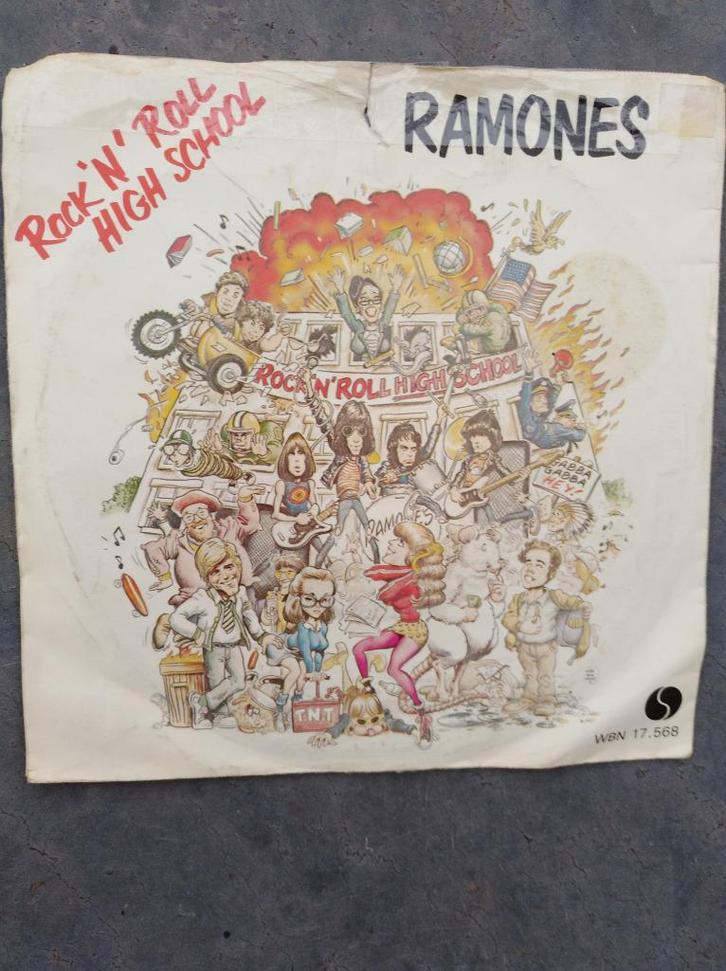 ROCK 'N' ROLL
HIGH SCHOOL
RAMONES
ROCK 'N' ROLL HIGH SCHOOL
GABBA
GABBA
HEY!
RAMONES
T.N.T.
WBN 17.568